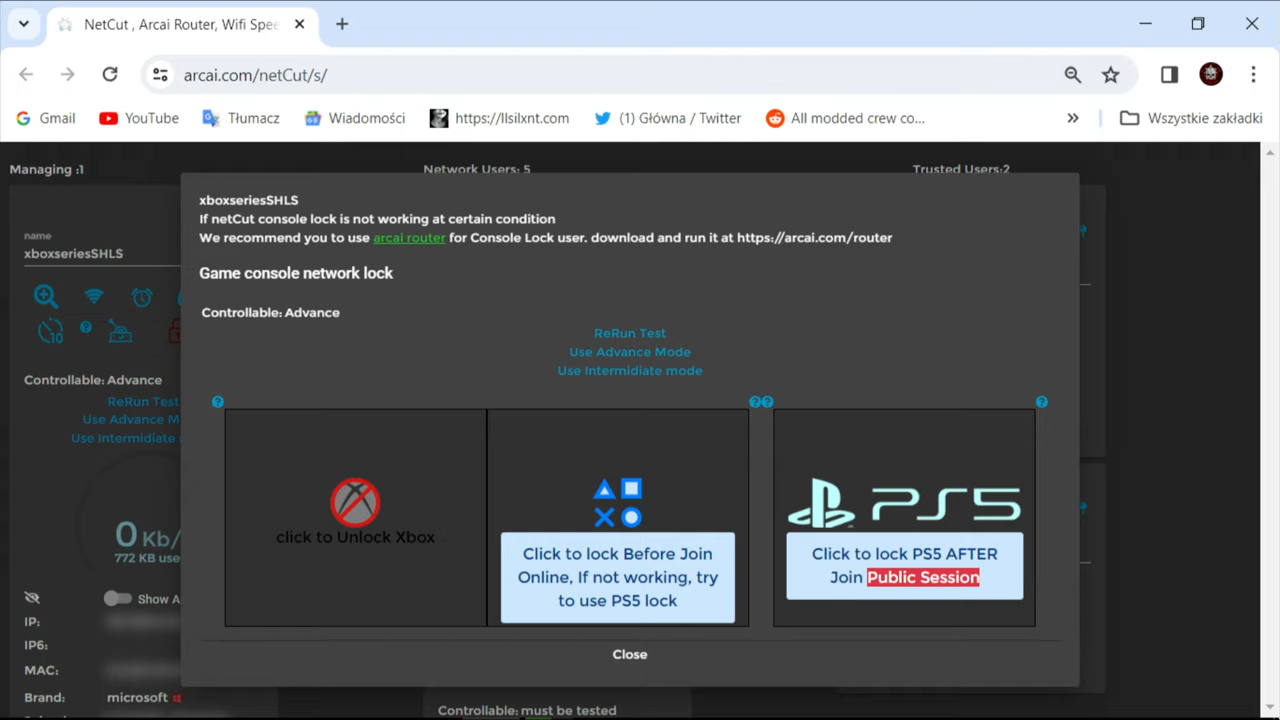 NetCut , Arcai Router, Wifi Spee
arcai.com/netCut/s/
Gmail
YouTube
Tłumacz
Wiadomości
https://llsilxnt.com
(1) Główna / Twitter
All modded crew co...
»
Wszystkie zakładki
Managing :1
Network Users: 5
Trusted Users:2
name
xboxseriesSHLS
10
Controllable: Advance
ReRun Test
Use Advance M
Use Intermidiate
0 Kb/
772 KB use
Show A
IP:
IP6:
MAC:
Brand: microsoft
xboxseriesSHLS
If netCut console lock is not working at certain condition
We recommend you to use arcai router for Console Lock user. download and run it at https://arcai.com/router
Game console network lock
Controllable: Advance
ReRun Test
Use Advance Mode
Use Intermidiate mode
click to Unlock Xbox
Click to lock Before Join
Online, If not working, try
to use PS5 lock
PS5
Click to lock PS5 AFTER
Join Public Session
Close
Controllable: must be tested